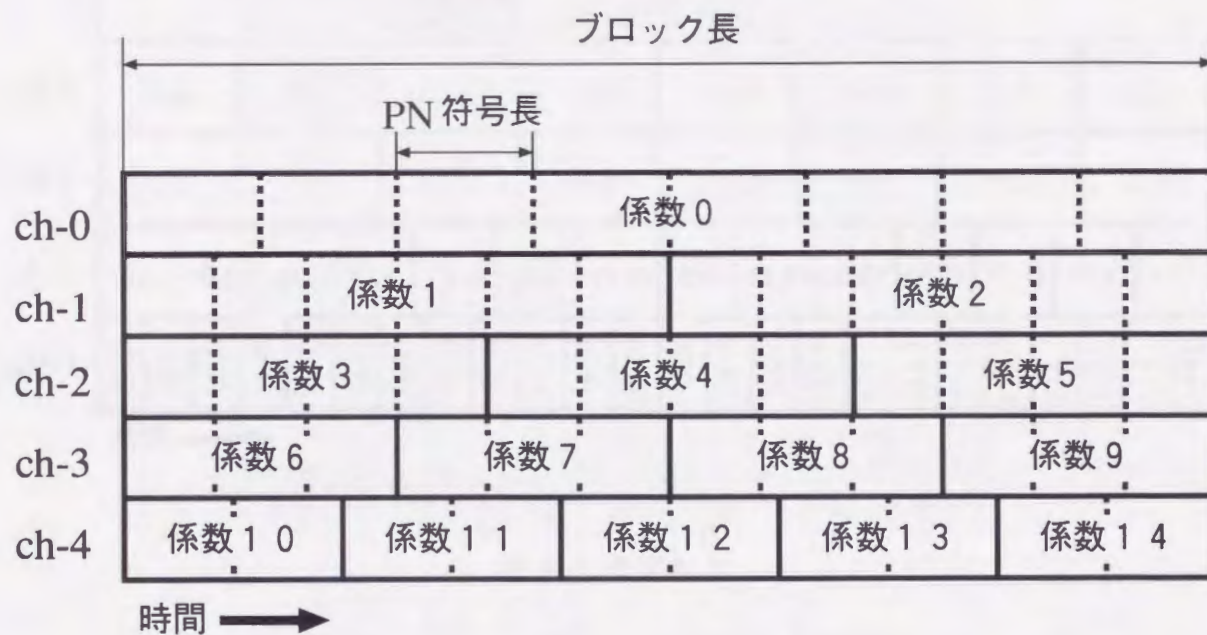 ブロック長
PN 符号長
ch-0 係数0
ch-1 係数1 係数2
ch-2 係数3 係数4 係数5
ch-3 係数6 係数7 係数8 係数9
ch-4 係数10 係数11 係数12 係数13 係数14
時間